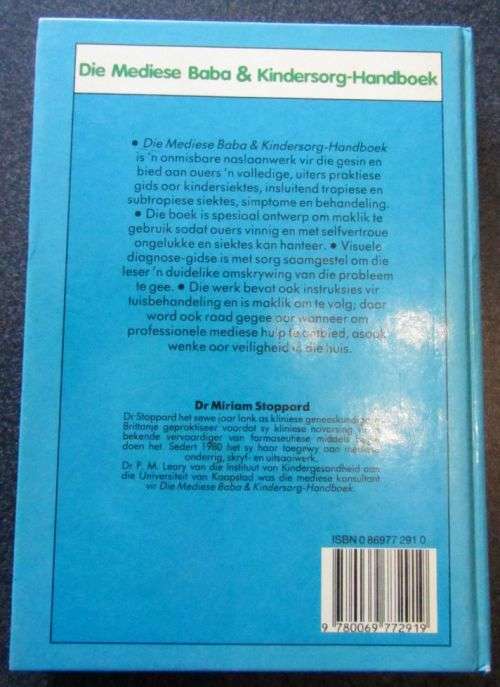 Die Mediese Baba & Kindersorg-Handboek
• Die Mediese Baba & Kindersorg-Handboek
is 'n onmisbare naslaanwerk vir die gesin en
bied aan ouers 'n volledige, uiters praktiese
gids oor kindersiektes, insluitend tropiese en
subtropiese siektes, simptome en behandeling.
• Die boek is spesiaal ontwerp om maklik te
gebruik sodat ouers vinnig en met selfvertroue
ongelukke en siektes kan hanteer. • Visuele
diagnose-gidse is met sorg saamgestel om die
leser 'n duidelike omskrywing van die probleem
te gee. • Die werk bevat ook instruksies vir
tuisbehandeling en is maklik om te volg; daar
word ook raad gegee oor wanneer om
professionele mediese hulp te ontbied, asook
wenke oor veiligheid in die huis.
Dr Miriam Stoppard
Dr Stoppard het sewe jaar lank as kliniese geneeskundige
Brittanje gepraktiseer voordat sy kliniese navorsing
bekende vervaardiger van farmaseutiese middels
doen het. Sedert 1980 het sy haar toegewy aan mediese
onderrig, skryf- en uitsaaiwerk.
Dr P. M. Leary van die Instituut van Kindergesondheid aan
die Universiteit van Kaapstad was die mediese konsultant
vir Die Mediese Baba & Kindersorg-Handboek.
ISBN 0 86977 291 0
9 780069 772919